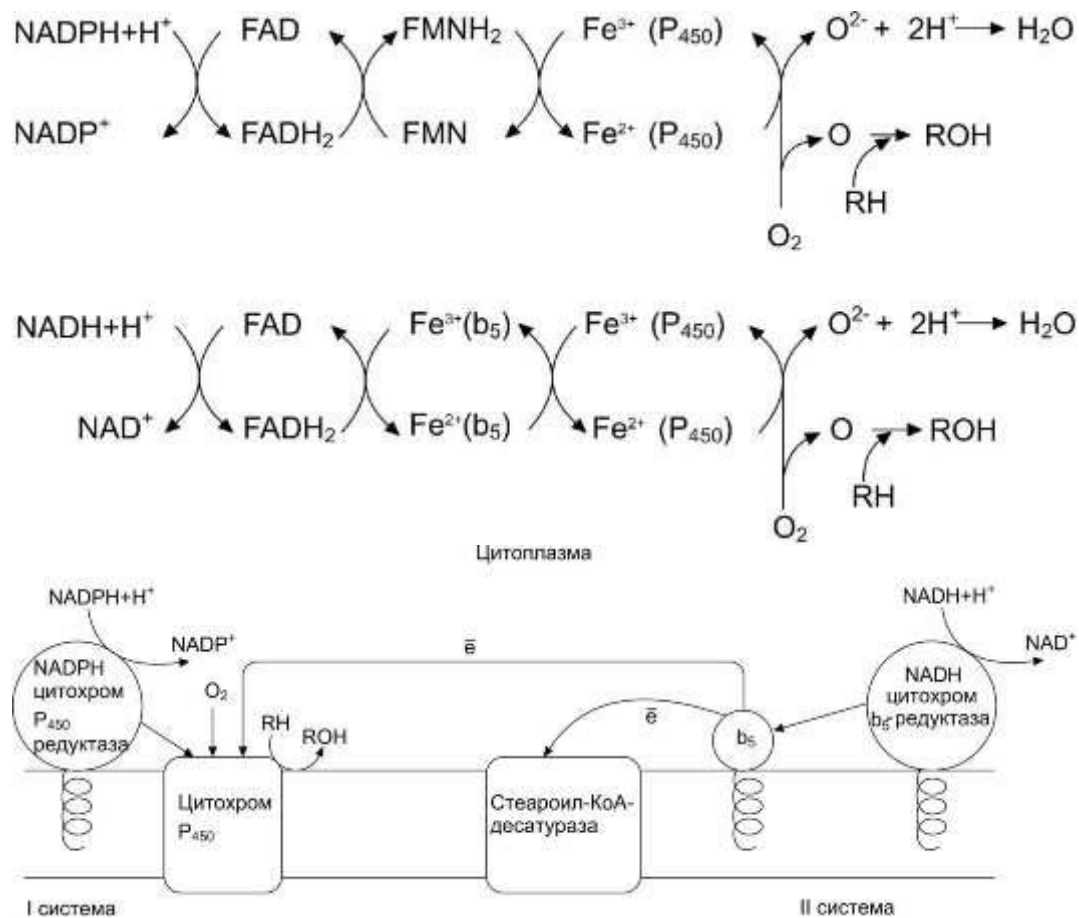 NADPH+H⁺ FAD FMNH₂ Fe³⁺ (P₄₅₀) O²⁻ + 2H⁺ → H₂O
NADP⁺ FADH₂ FMN Fe²⁺ (P₄₅₀) O → ROH
RH
O₂
NADH+H⁺ FAD Fe³⁺(b₅) Fe³⁺ (P₄₅₀) O²⁻ + 2H⁺ → H₂O
NAD⁺ FADH₂ Fe²⁺(b₅) Fe²⁺ (P₄₅₀) O → ROH
RH
O₂
Цитоплазма
NADPH+H⁺
NADP⁺
NADPH
цитохром
P₄₅₀
редуктаза
O₂
RH
ROH
ē
ē
NADH+H⁺
NAD⁺
NADH
цитохром
b₅-редуктаза
b₅
Цитохром
P₄₅₀
Стеароил-КоА-
десатураза
I система
II система